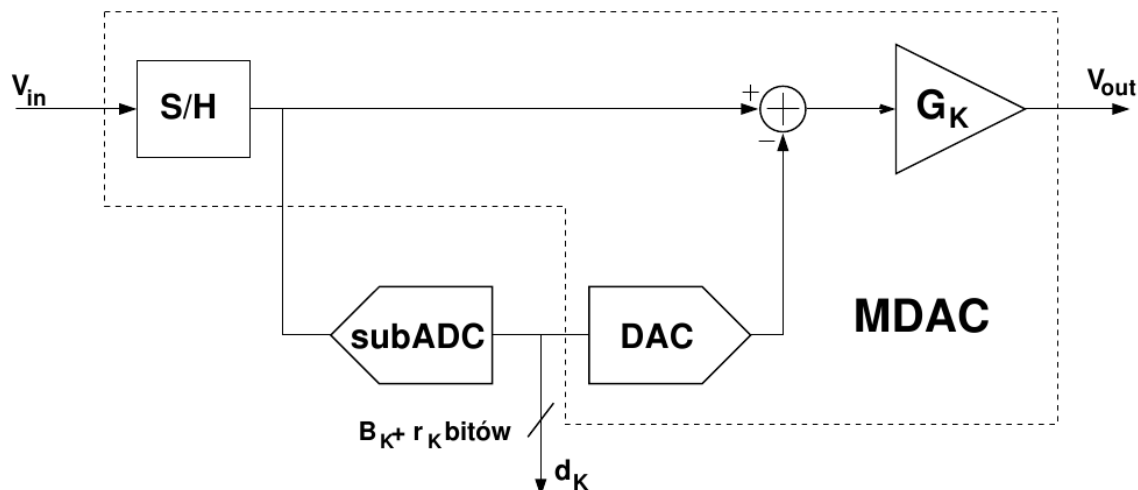 V_in
S/H
+
−
G_K
V_out
MDAC
subADC
DAC
B_K + r_K bitów
d_K